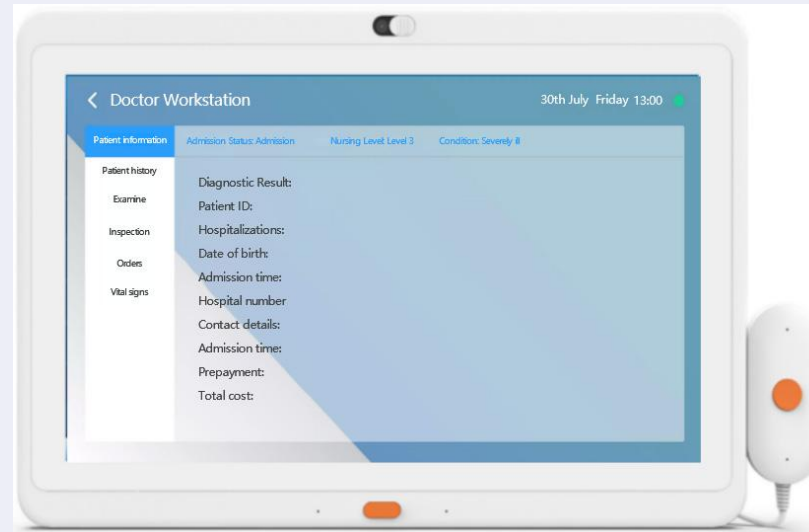 Doctor Workstation
30th July Friday 13:00
Patient information
Admission Status: Admission Nursing Level: Level 3 Condition: Severely ill
Patient history
Examine
Inspection
Orders
Vital signs
Diagnostic Result:
Patient ID:
Hospitalizations:
Date of birth:
Admission time:
Hospital number
Contact details:
Admission time:
Prepayment:
Total cost: